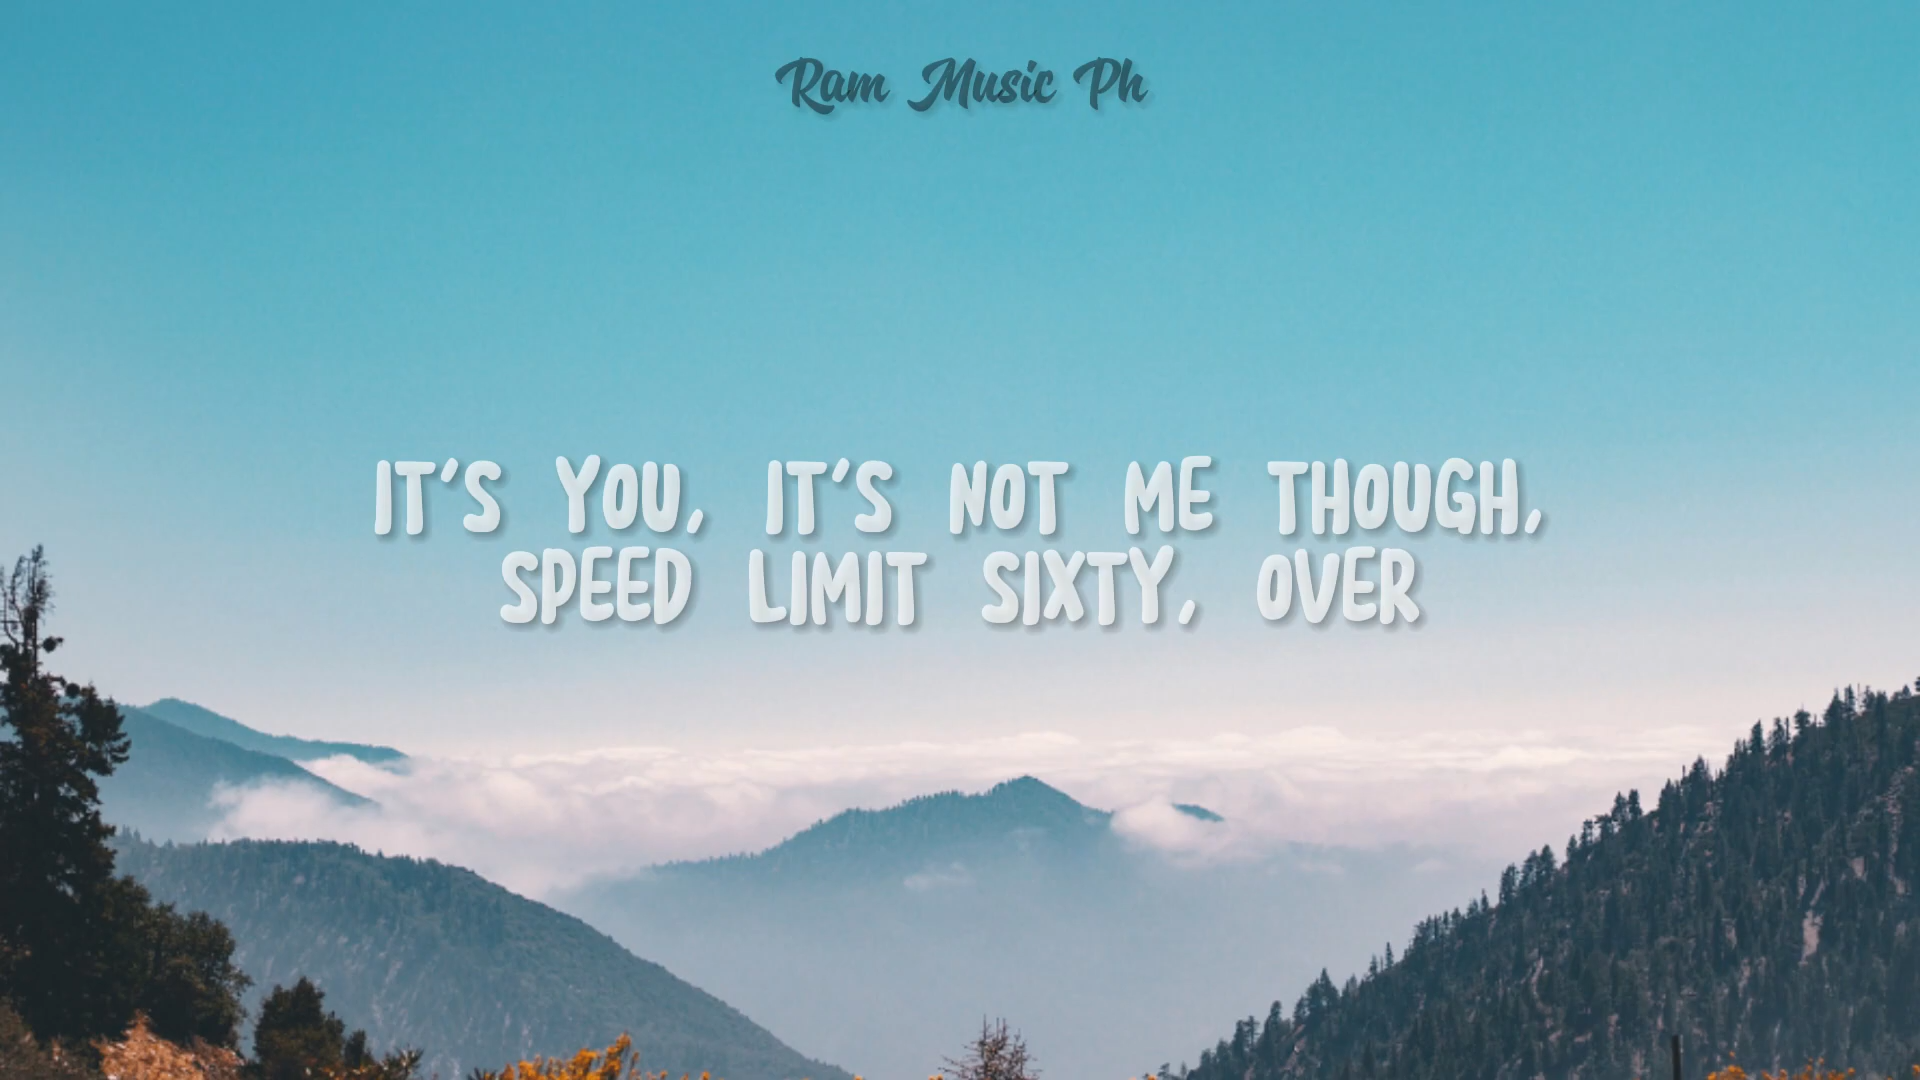 Ram Music Ph
IT'S YOU, IT'S NOT ME THOUGH,
SPEED LIMIT SIXTY, OVER